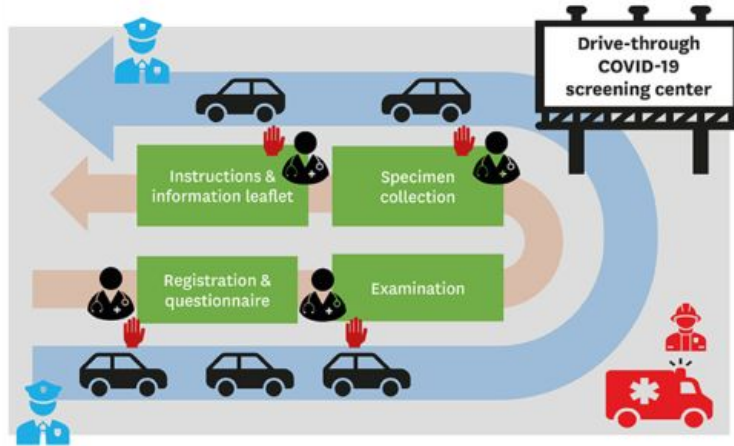 Drive-through
COVID-19
screening center
Instructions &
information leaflet
Specimen
collection
Registration &
questionnaire
Examination